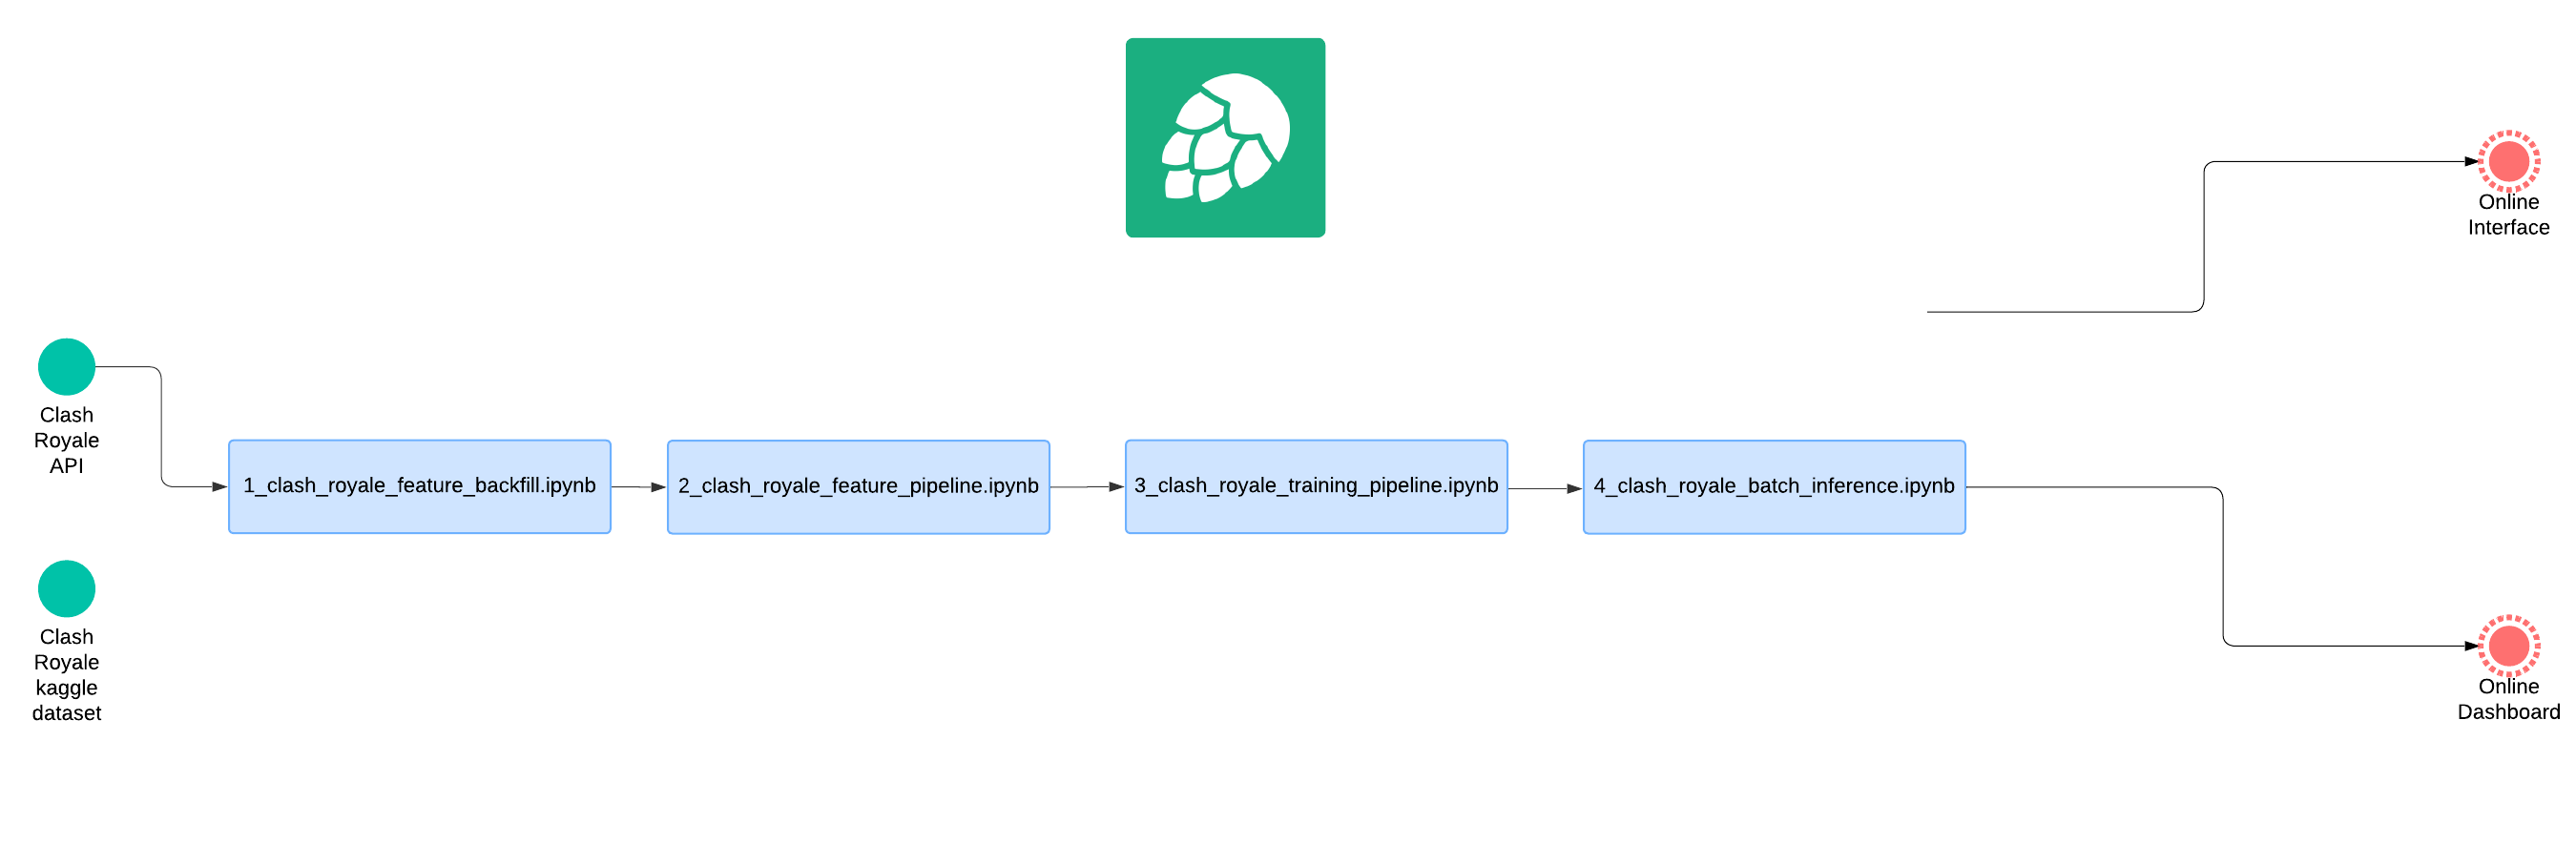 Online
Interface
Clash
Royale
API
1_clash_royale_feature_backfill.ipynb
2_clash_royale_feature_pipeline.ipynb
3_clash_royale_training_pipeline.ipynb
4_clash_royale_batch_inference.ipynb
Clash
Royale
kaggle
dataset
Online
Dashboard